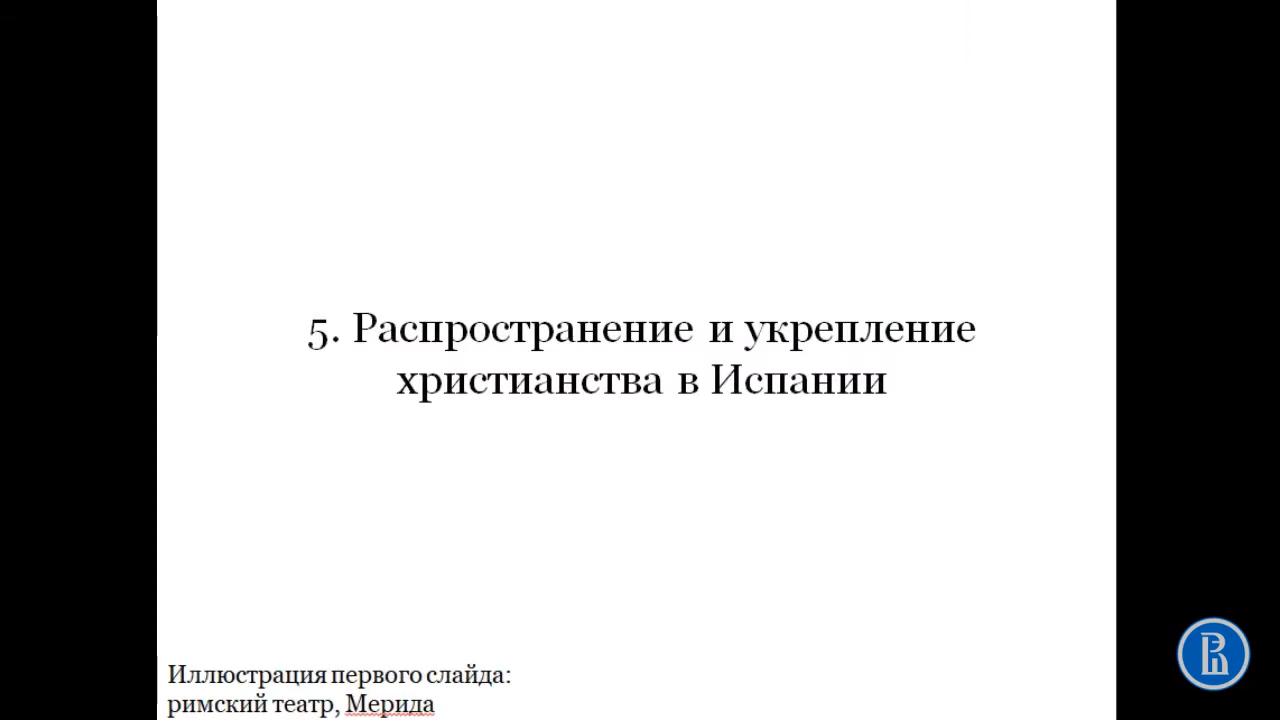 5. Распространение и укрепление
христианства в Испании
Иллюстрация первого слайда:
римский театр, Мерида